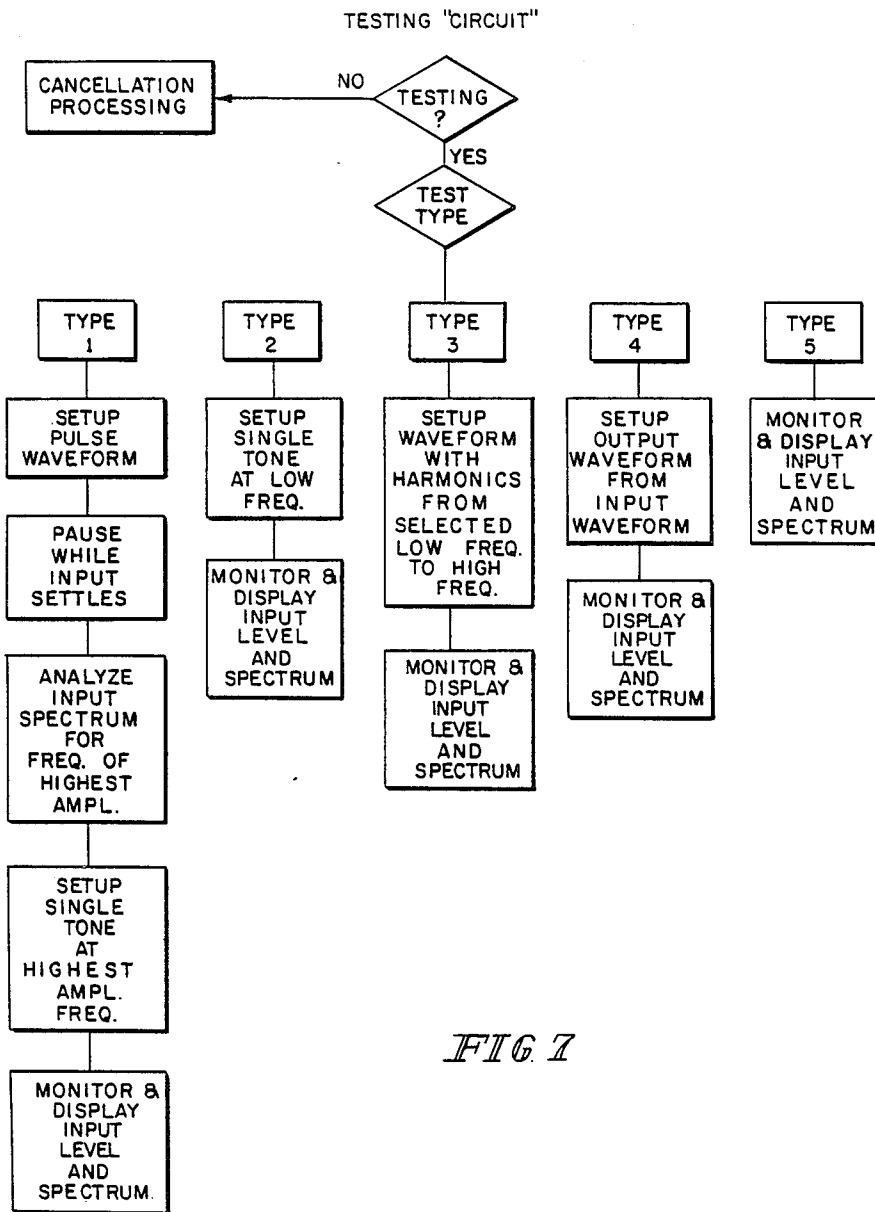 TESTING "CIRCUIT"
CANCELLATION
PROCESSING
NO
TESTING
?
YES
TEST
TYPE
TYPE
1
TYPE
2
TYPE
3
TYPE
4
TYPE
5
SETUP
PULSE
WAVEFORM
PAUSE
WHILE
INPUT
SETTLES
ANALYZE
INPUT
SPECTRUM
FOR
FREQ. OF
HIGHEST
AMPL.
SETUP
SINGLE
TONE
AT
HIGHEST
AMPL.
FREQ.
MONITOR &
DISPLAY
INPUT
LEVEL
AND
SPECTRUM.
SETUP
SINGLE
TONE
AT LOW
FREQ.
MONITOR &
DISPLAY
INPUT
LEVEL
AND
SPECTRUM
SETUP
WAVEFORM
WITH
HARMONICS
FROM
SELECTED
LOW FREQ.
TO HIGH
FREQ.
MONITOR &
DISPLAY
INPUT
LEVEL
AND
SPECTRUM
SETUP
OUTPUT
WAVEFORM
FROM
INPUT
WAVEFORM
MONITOR &
DISPLAY
INPUT
LEVEL
AND
SPECTRUM
MONITOR
& DISPLAY
INPUT
LEVEL
AND
SPECTRUM
FIG. 7